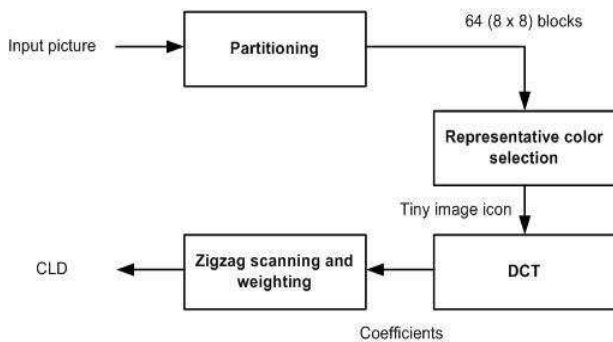 64 (8 x 8) blocks
Input picture
Partitioning
Representative color
selection
Tiny image icon
CLD
Zigzag scanning and
weighting
DCT
Coefficients